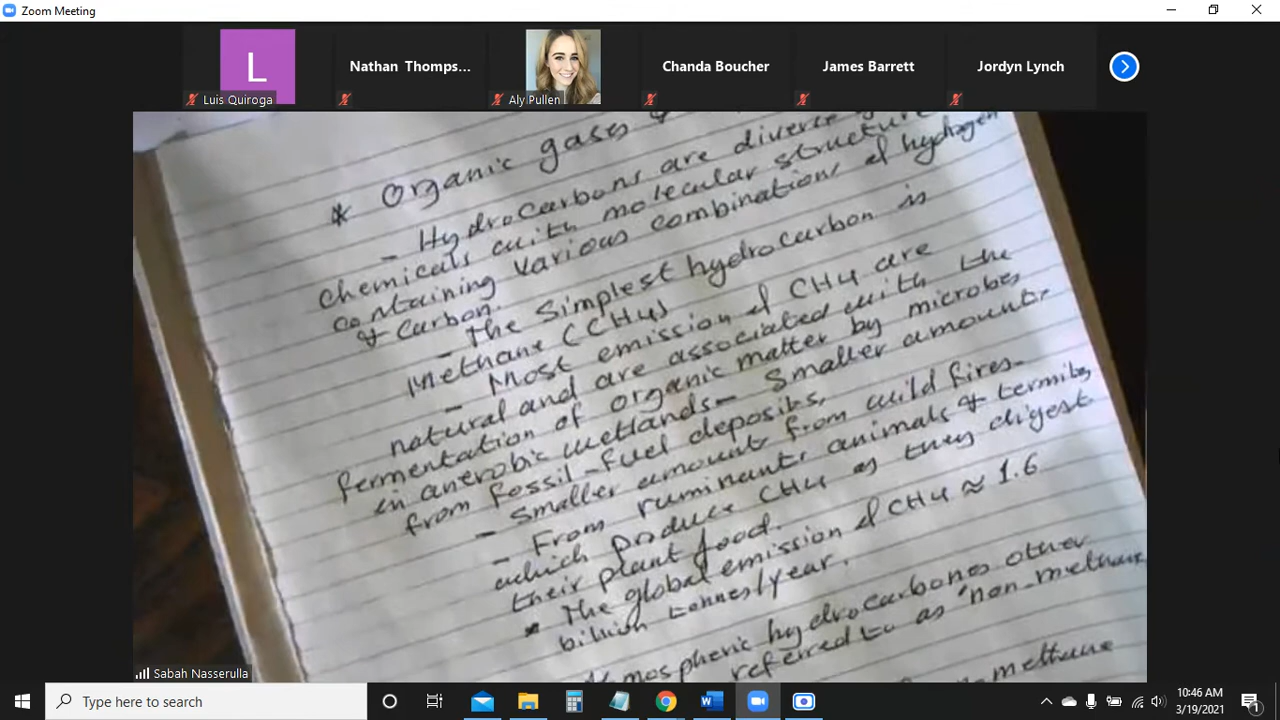 Zoom Meeting
L
Luis Quiroga
Nathan Thomps...
Aly Pullen
Chanda Boucher
James Barrett
Jordyn Lynch
* Organic gases
- Hydrocarbons are diverse
chemicals with molecular structure
containing various combinations of hydrogen
& carbon.
- The simplest hydrocarbon is
Methane (CH4)
- Most emission of CH4 are
natural and are associated with the
fermentation of organic matter by microbes
in anerobic wetlands- Smaller amounts
from fossil-fuel deposits,
- Smaller amounts from wild fires-
- From ruminants animals & termites
which produce CH4 as they digest
their plant food.
* The global emission of CH4 ≈ 1.6
billion tonnes/year.
hydrocarbones other
referred to as 'non-methane
methane
Sabah Nasserulla
Type here to search
10:46 AM
3/19/2021
1